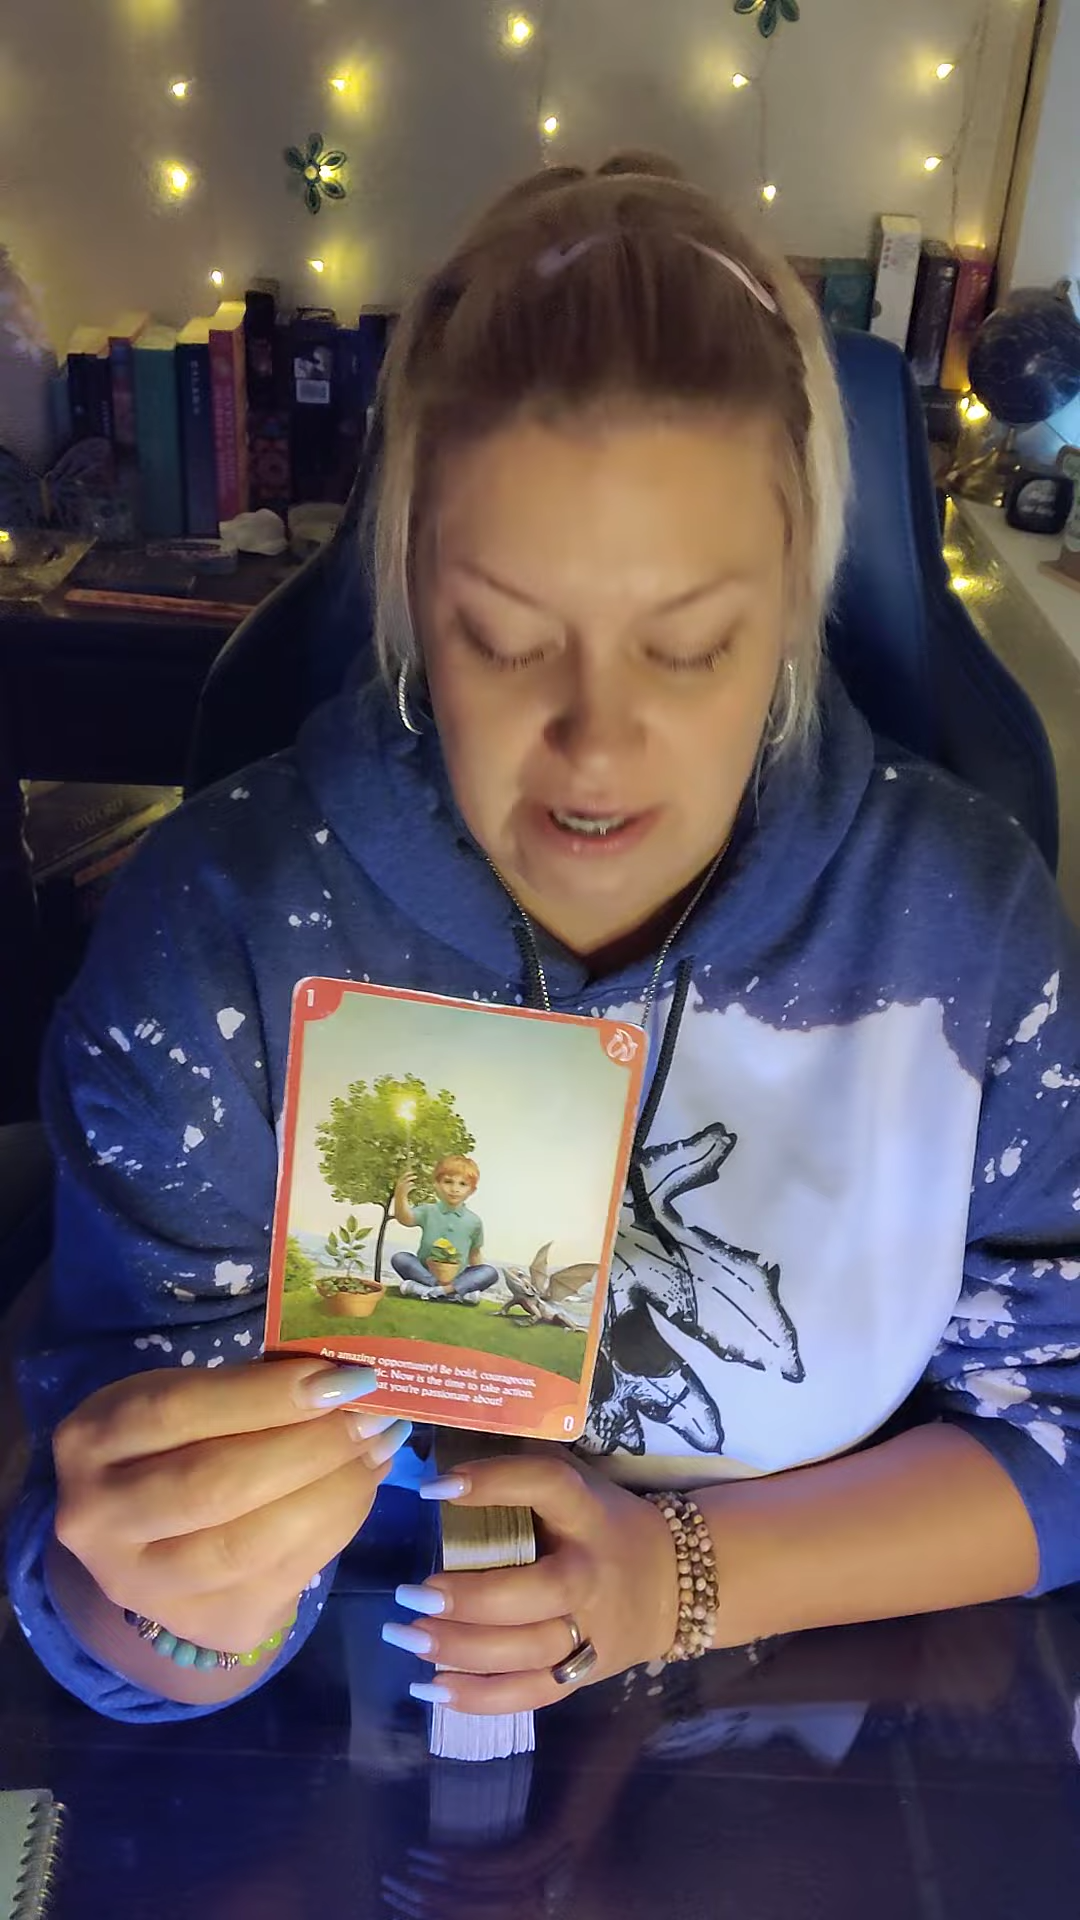 1
An amazing opportunity! Be bold, courageous,
Now is the time to take action.
you're passionate about!
0